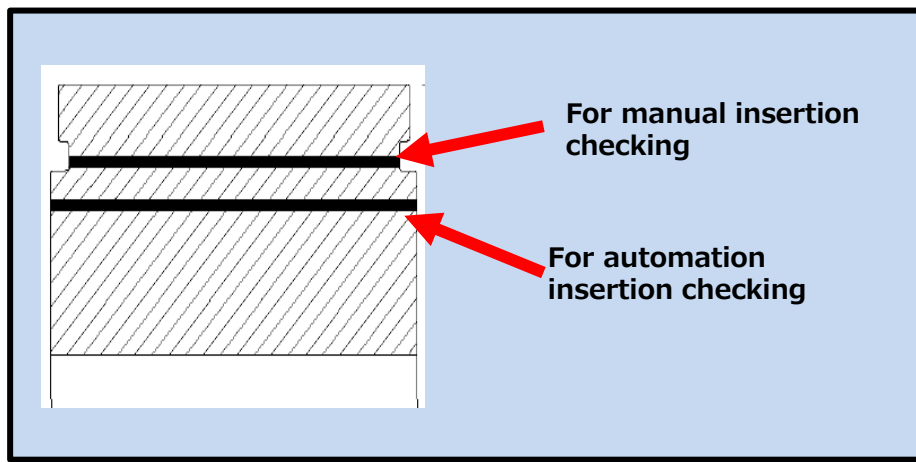 For manual insertion
checking
For automation
insertion checking